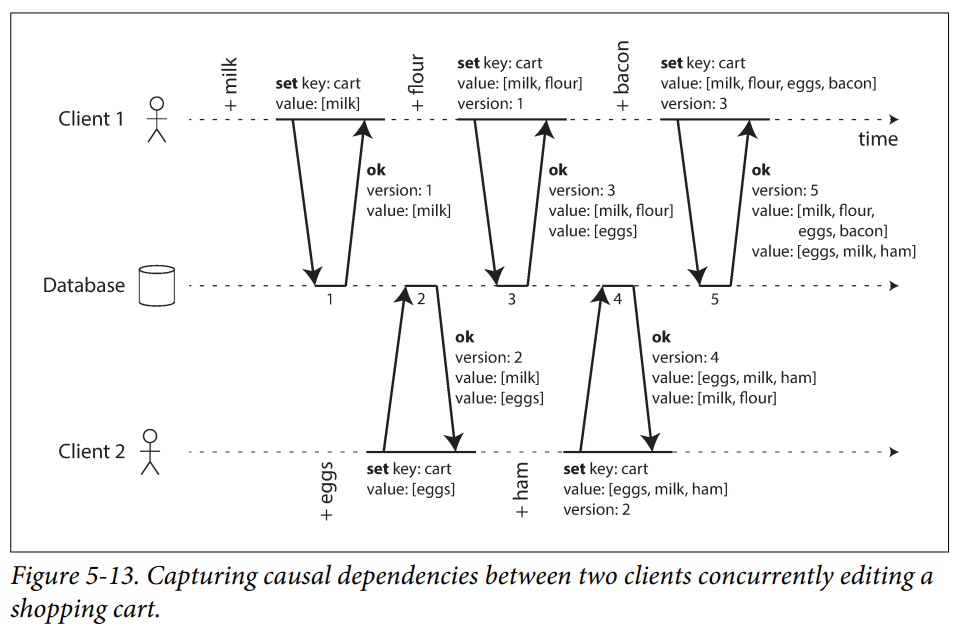 + milk
set key: cart
value: [milk]
+ flour
set key: cart
value: [milk, flour]
version: 1
+ bacon
set key: cart
value: [milk, flour, eggs, bacon]
version: 3
Client 1
time
ok
version: 1
value: [milk]
ok
version: 3
value: [milk, flour]
value: [eggs]
ok
version: 5
value: [milk, flour,
eggs, bacon]
value: [eggs, milk, ham]
Database
1
2
3
4
5
ok
version: 2
value: [milk]
value: [eggs]
ok
version: 4
value: [eggs, milk, ham]
value: [milk, flour]
Client 2
+ eggs
set key: cart
value: [eggs]
+ ham
set key: cart
value: [eggs, milk, ham]
version: 2
Figure 5-13. Capturing causal dependencies between two clients concurrently editing a
shopping cart.